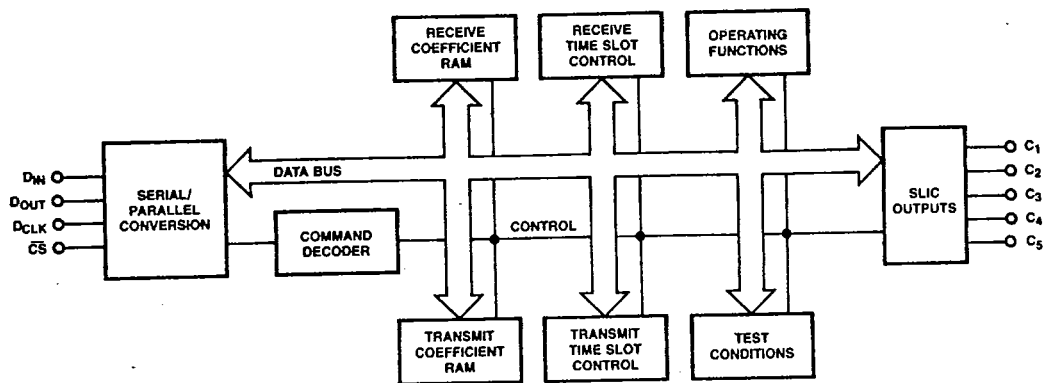 RECEIVE
COEFFICIENT
RAM
RECEIVE
TIME SLOT
CONTROL
OPERATING
FUNCTIONS
DATA BUS
DIN
DOUT
DCLK
CS
SERIAL/
PARALLEL
CONVERSION
COMMAND
DECODER
CONTROL
SLIC
OUTPUTS
C1
C2
C3
C4
C5
TRANSMIT
COEFFICIENT
RAM
TRANSMIT
TIME SLOT
CONTROL
TEST
CONDITIONS